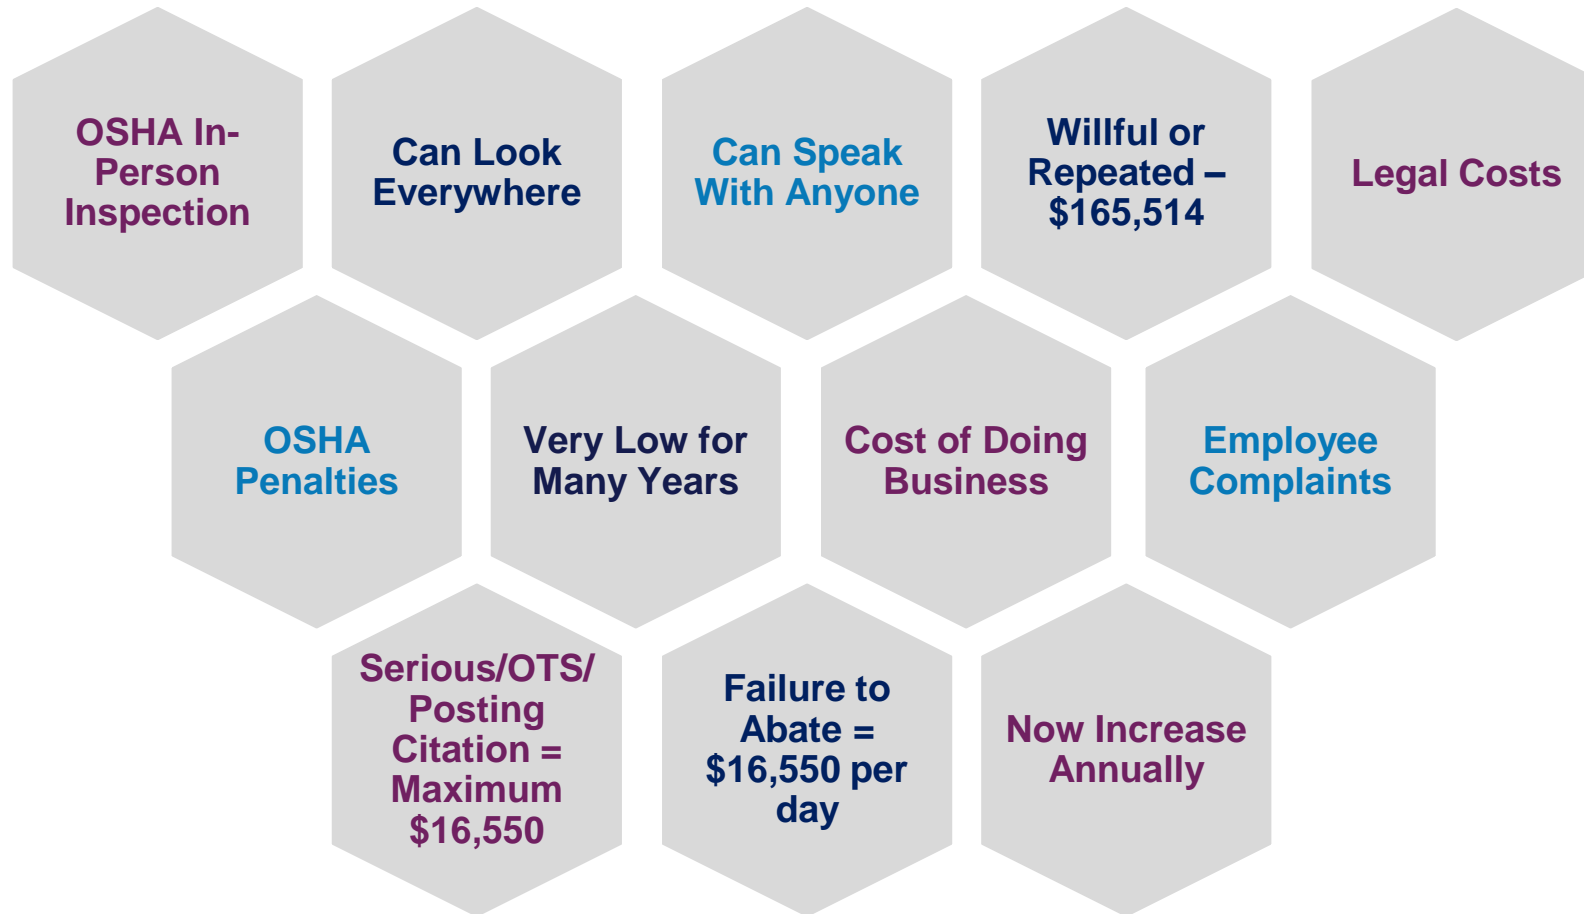 OSHA In-
Person
Inspection
Can Look
Everywhere
Can Speak
With Anyone
Willful or
Repeated –
$165,514
Legal Costs
OSHA
Penalties
Very Low for
Many Years
Cost of Doing
Business
Employee
Complaints
Serious/OTS/
Posting
Citation =
Maximum
$16,550
Failure to
Abate =
$16,550 per
day
Now Increase
Annually